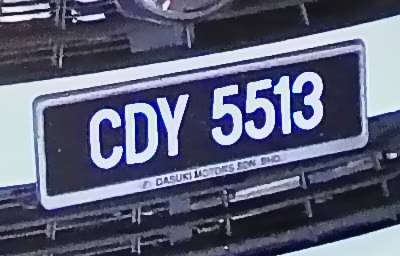 CDY 5513
DASUKI MOTORS SDN. BHD.